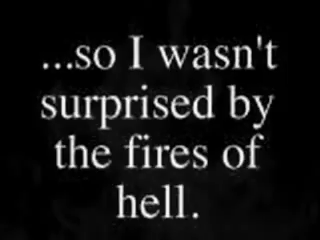 ...so I wasn't
surprised by
the fires of
hell.